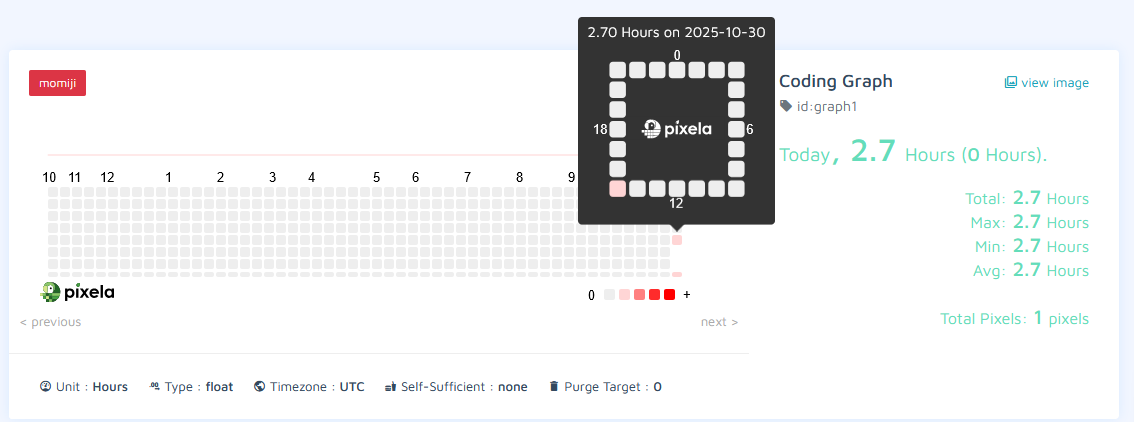 2.70 Hours on 2025-10-30
0
18
pixela
6
12
momiji
10 11 12 1 2 3 4 5 6 7 8 9
pixela
0 +
< previous
next >
Coding Graph
view image
id:graph1
Today, 2.7 Hours (0 Hours).
Total: 2.7 Hours
Max: 2.7 Hours
Min: 2.7 Hours
Avg: 2.7 Hours
Total Pixels: 1 pixels
Unit : Hours Type : float Timezone : UTC Self-Sufficient : none Purge Target : 0